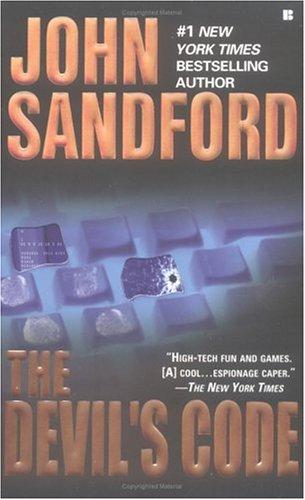 JOHN
SANDFORD
#1 NEW
YORK TIMES
BESTSELLING
AUTHOR
"HIGH-TECH FUN AND GAMES.
[A] COOL...ESPIONAGE CAPER."
—THE NEW YORK TIMES
THE
DEVIL'S CODE